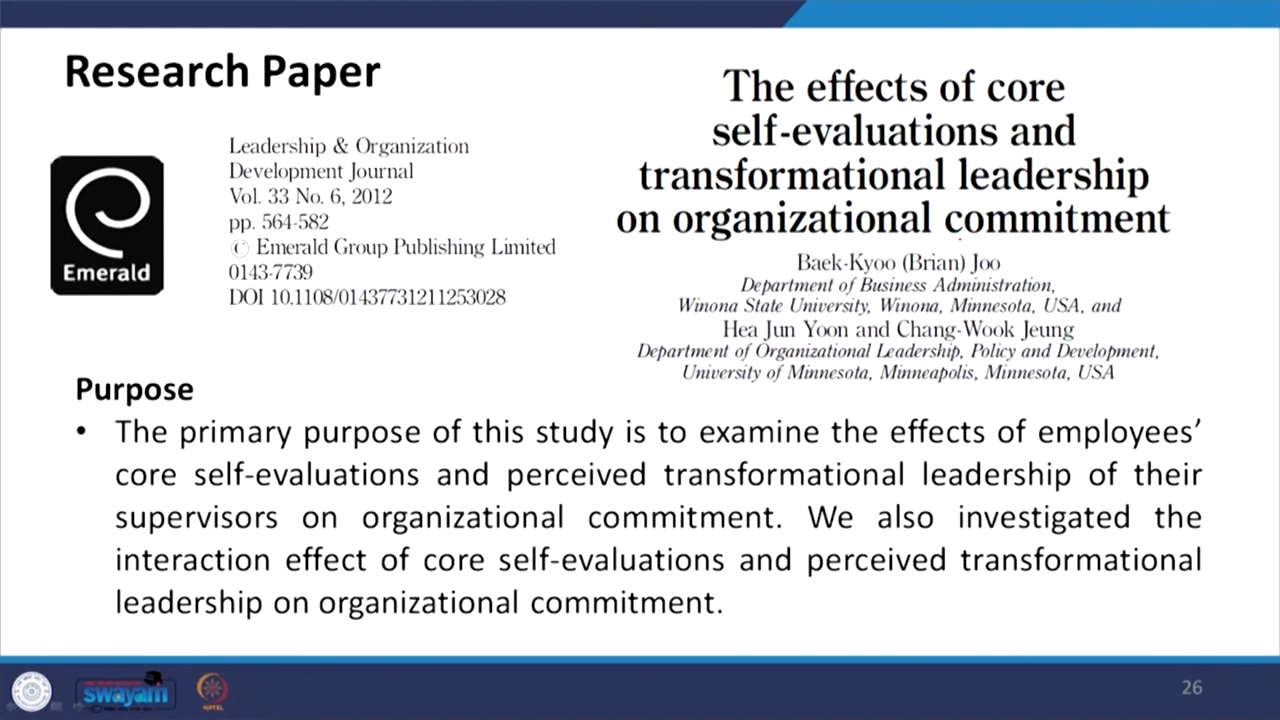 Research Paper
Emerald
Leadership & Organization
Development Journal
Vol. 33 No. 6, 2012
pp. 564-582
© Emerald Group Publishing Limited
0143-7739
DOI 10.1108/01437731211253028
The effects of core
self-evaluations and
transformational leadership
on organizational commitment
Baek-Kyoo (Brian) Joo
Department of Business Administration,
Winona State University, Winona, Minnesota, USA, and
Hea Jun Yoon and Chang-Wook Jeung
Department of Organizational Leadership, Policy and Development,
University of Minnesota, Minneapolis, Minnesota, USA
Purpose
• The primary purpose of this study is to examine the effects of employees’
core self-evaluations and perceived transformational leadership of their
supervisors on organizational commitment. We also investigated the
interaction effect of core self-evaluations and perceived transformational
leadership on organizational commitment.
swayam
NPTEL
26